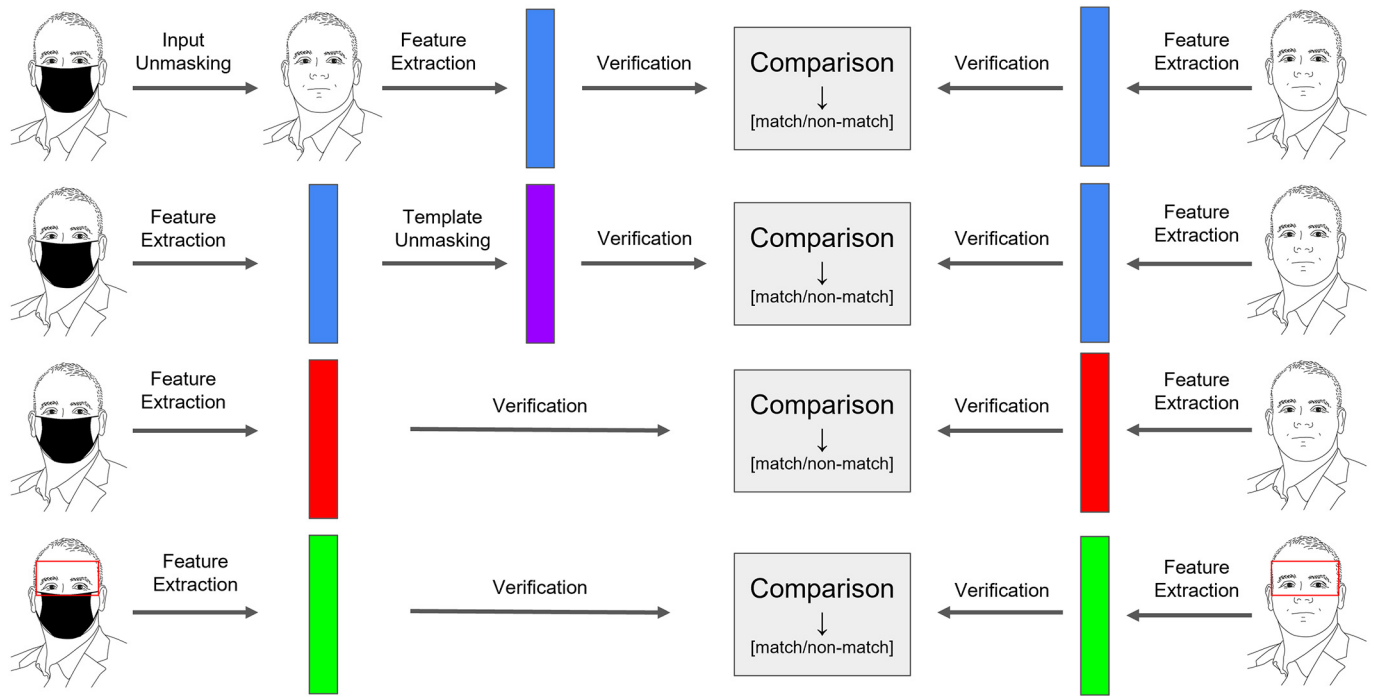 Input
Unmasking
Feature
Extraction
Verification
Comparison
↓
[match/non-match]
Verification
Feature
Extraction
Feature
Extraction
Template
Unmasking
Verification
Comparison
↓
[match/non-match]
Verification
Feature
Extraction
Feature
Extraction
Verification
Comparison
↓
[match/non-match]
Verification
Feature
Extraction
Feature
Extraction
Verification
Comparison
↓
[match/non-match]
Verification
Feature
Extraction